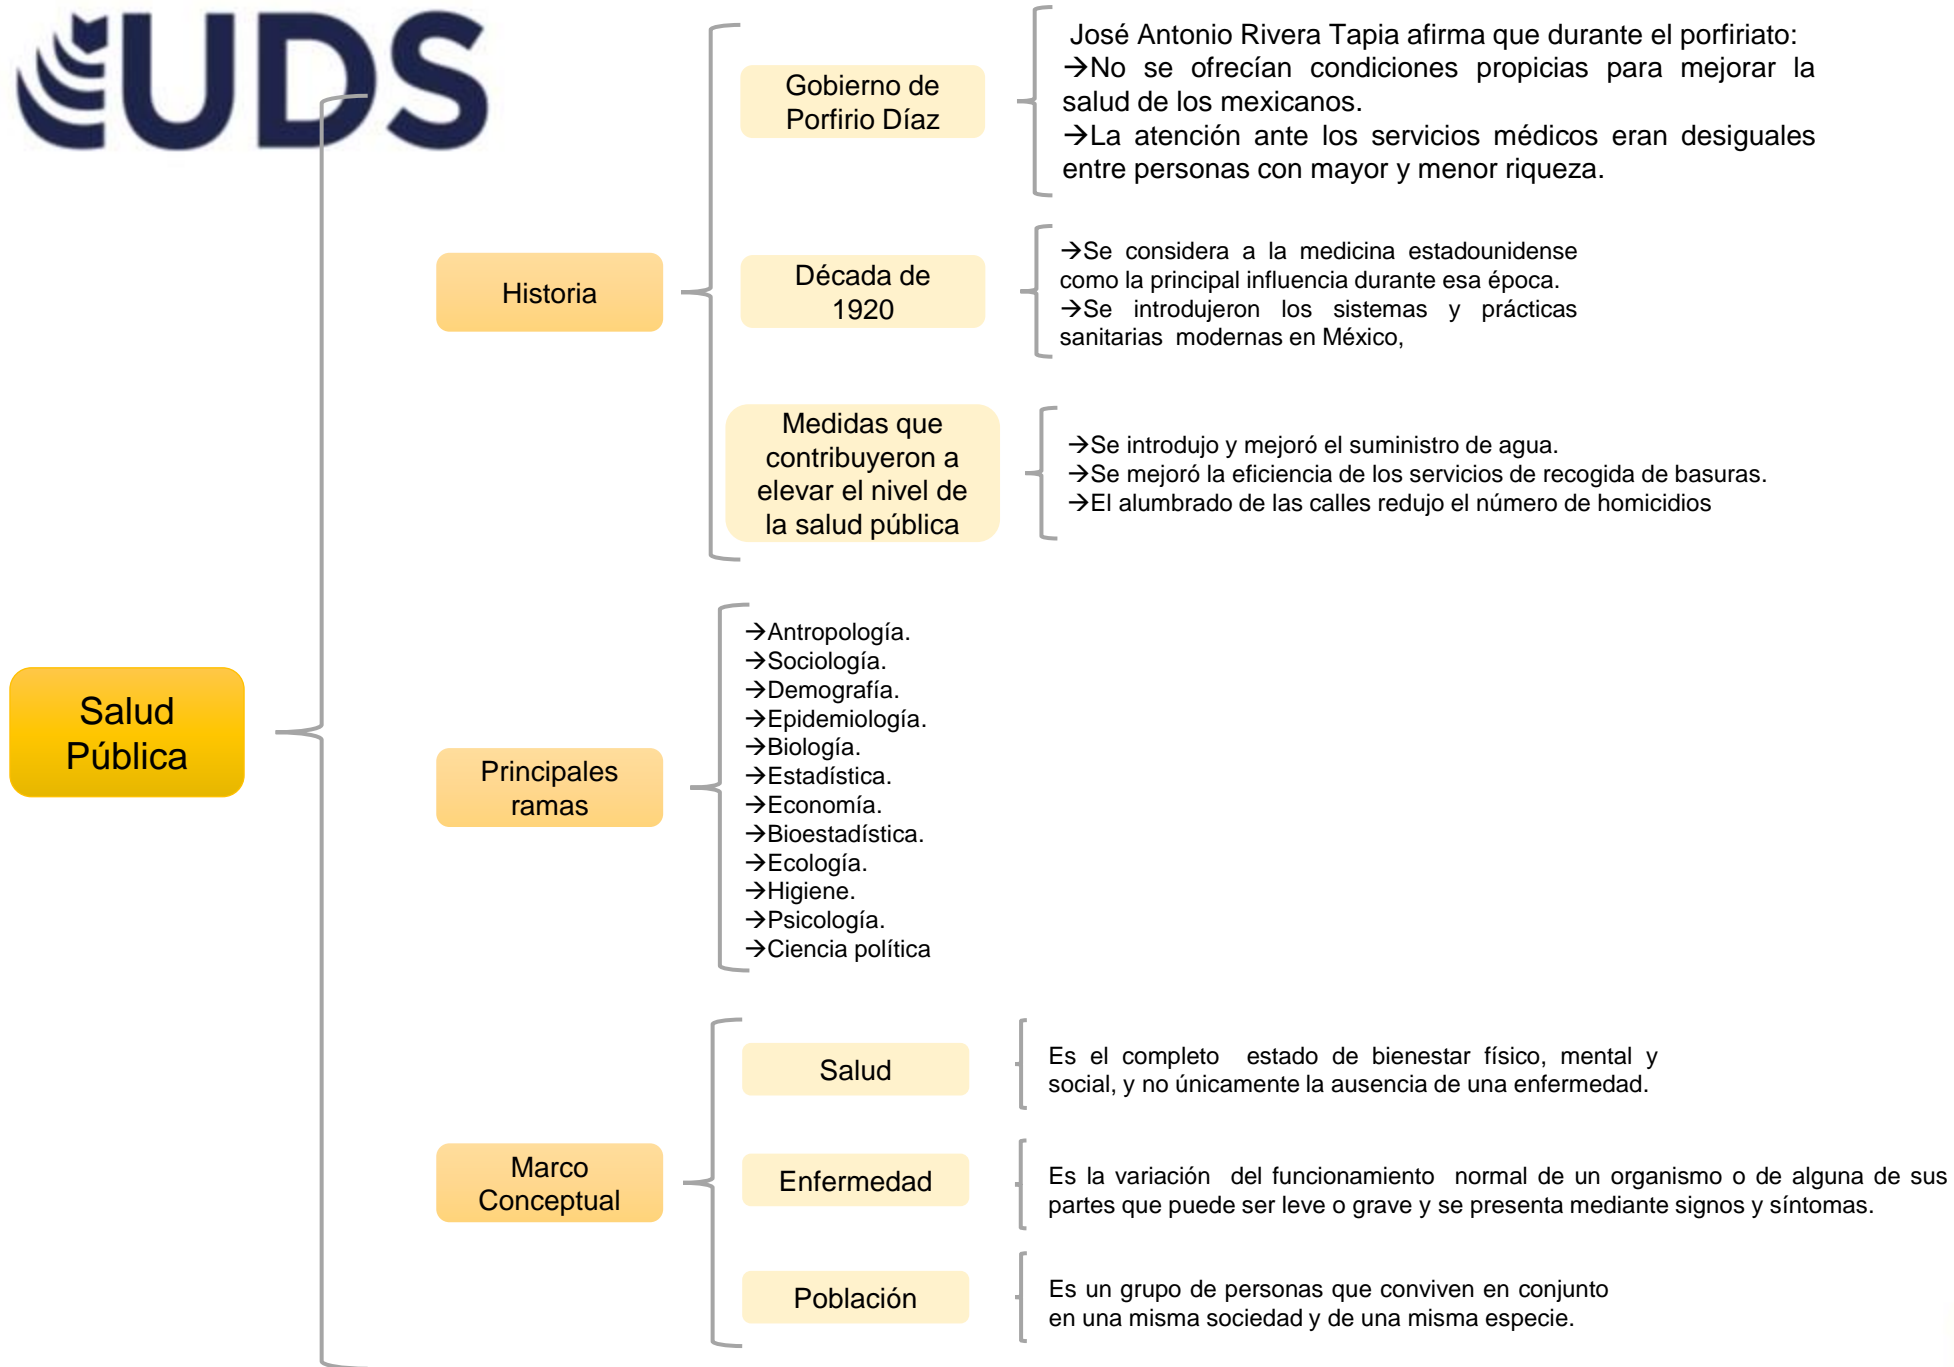 UDS
José Antonio Rivera Tapia afirma que durante el porfiriato:
→No se ofrecían condiciones propicias para mejorar la
salud de los mexicanos.
→La atención ante los servicios médicos eran desiguales
entre personas con mayor y menor riqueza.
Gobierno de
Porfirio Díaz
Historia
Década de
1920
→Se considera a la medicina estadounidense
como la principal influencia durante esa época.
→Se introdujeron los sistemas y prácticas
sanitarias modernas en México,
Medidas que
contribuyeron a
elevar el nivel de
la salud pública
→Se introdujo y mejoró el suministro de agua.
→Se mejoró la eficiencia de los servicios de recogida de basuras.
→El alumbrado de las calles redujo el número de homicidios
Salud
Pública
Principales
ramas
→Antropología.
→Sociología.
→Demografía.
→Epidemiología.
→Biología.
→Estadística.
→Economía.
→Bioestadística.
→Ecología.
→Higiene.
→Psicología.
→Ciencia política
Marco
Conceptual
Salud
Es el completo estado de bienestar físico, mental y
social, y no únicamente la ausencia de una enfermedad.
Enfermedad
Es la variación del funcionamiento normal de un organismo o de alguna de sus
partes que puede ser leve o grave y se presenta mediante signos y síntomas.
Población
Es un grupo de personas que conviven en conjunto
en una misma sociedad y de una misma especie.